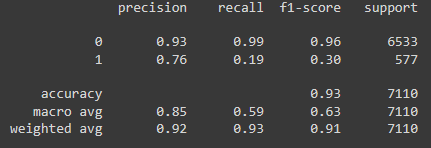 precision recall f1-score support
0 0.93 0.99 0.96 6533
1 0.76 0.19 0.30 577
accuracy 0.93 7110
macro avg 0.85 0.59 0.63 7110
weighted avg 0.92 0.93 0.91 7110